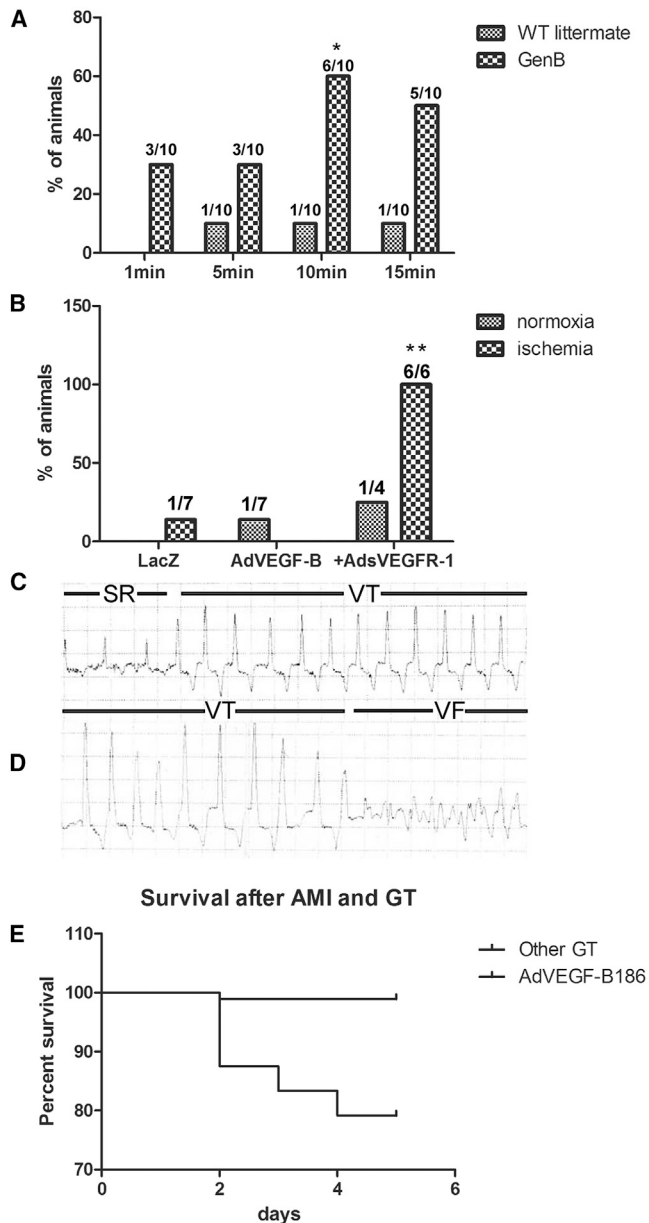 A
80
60
40
20
0
% of animals
3/10
1/10
3/10
1/10
*
6/10
1/10
5/10
1min
5min
10min
15min
WT littermate
GenB
B
150
100
50
0
% of animals
1/7
1/7
1/4
**
6/6
LacZ
AdVEGF-B
+AdsVEGFR-1
normoxia
ischemia
C
SR
VT
D
VT
VF
Survival after AMI and GT
E
110
100
90
80
70
Percent survival
0
2
4
6
days
Other GT
AdVEGF-B186